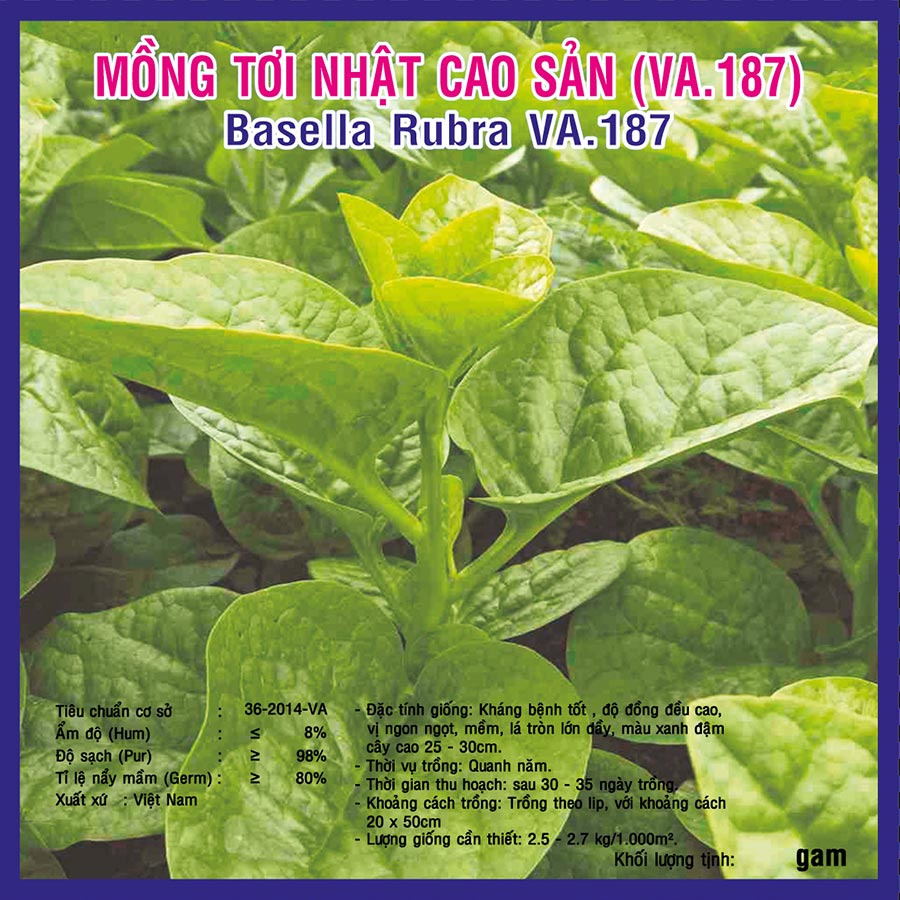 MỒNG TƠI NHẬT CAO SẢN (VA.187)
Basella Rubra VA.187
Tiêu chuẩn cơ sở : 36-2014-VA
Ẩm độ (Hum) : ≤ 8%
Độ sạch (Pur) : ≥ 98%
Tỉ lệ nẩy mầm (Germ) : ≥ 80%
Xuất xứ : Việt Nam
- Đặc tính giống: Kháng bệnh tốt , độ đồng đều cao,
vị ngon ngọt, mềm, lá tròn lớn dầy, màu xanh đậm
cây cao 25 - 30cm.
- Thời vụ trồng: Quanh năm.
- Thời gian thu hoạch: sau 30 - 35 ngày trồng.
- Khoảng cách trồng: Trồng theo lip, với khoảng cách
20 x 50cm
- Lượng giống cần thiết: 2.5 - 2.7 kg/1.000m².
Khối lượng tịnh: gam